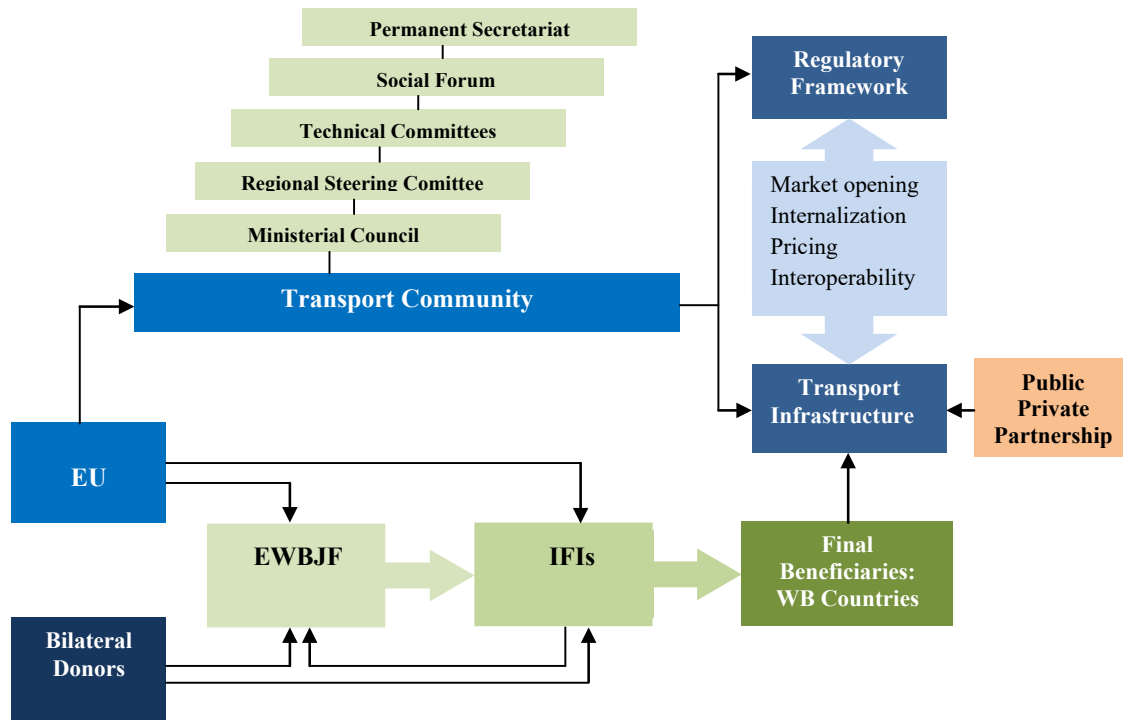 Permanent Secretariat
Social Forum
Technical Committees
Regional Steering Comittee
Ministerial Council
Transport Community
Regulatory
Framework
Market opening
Internalization
Pricing
Interoperability
Transport
Infrastructure
Public
Private
Partnership
EU
EWBJF
IFIs
Final
Beneficiaries:
WB Countries
Bilateral
Donors